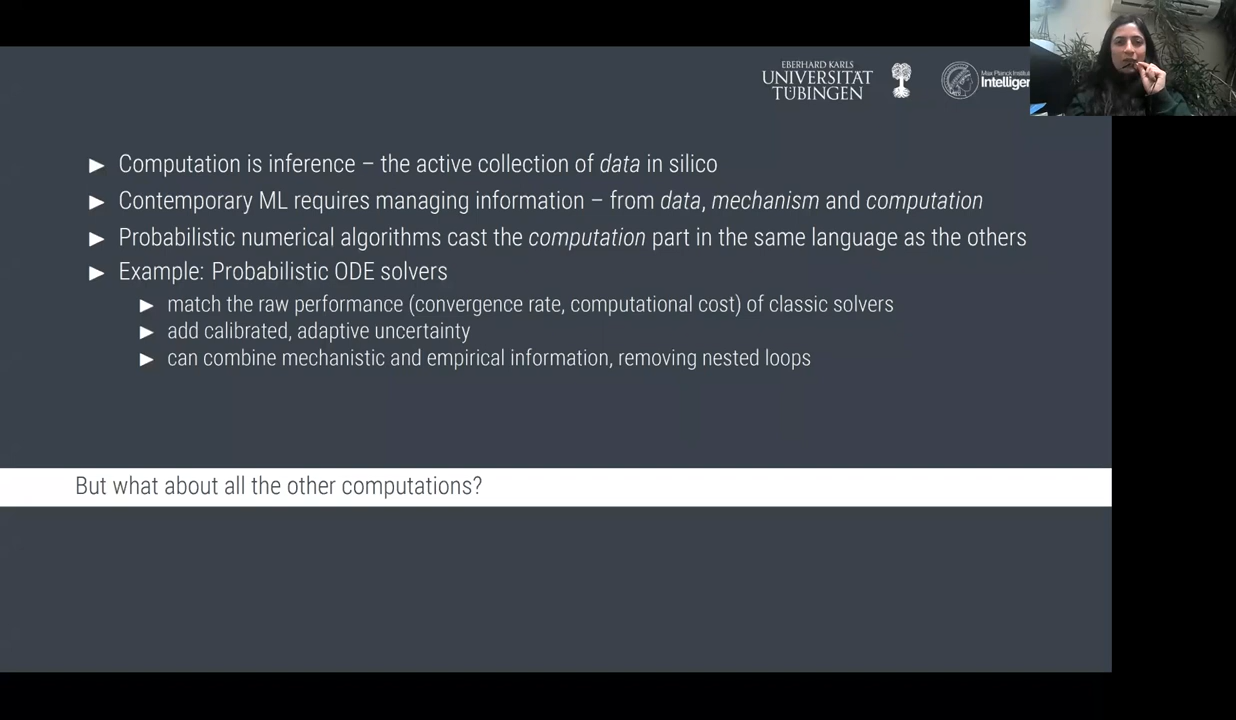 EBERHARD KARLS
UNIVERSITÄT
TÜBINGEN
Max Planck
Intelligen
▶ Computation is inference – the active collection of data in silico
▶ Contemporary ML requires managing information – from data, mechanism and computation
▶ Probabilistic numerical algorithms cast the computation part in the same language as the others
▶ Example: Probabilistic ODE solvers
▶ match the raw performance (convergence rate, computational cost) of classic solvers
▶ add calibrated, adaptive uncertainty
▶ can combine mechanistic and empirical information, removing nested loops
But what about all the other computations?